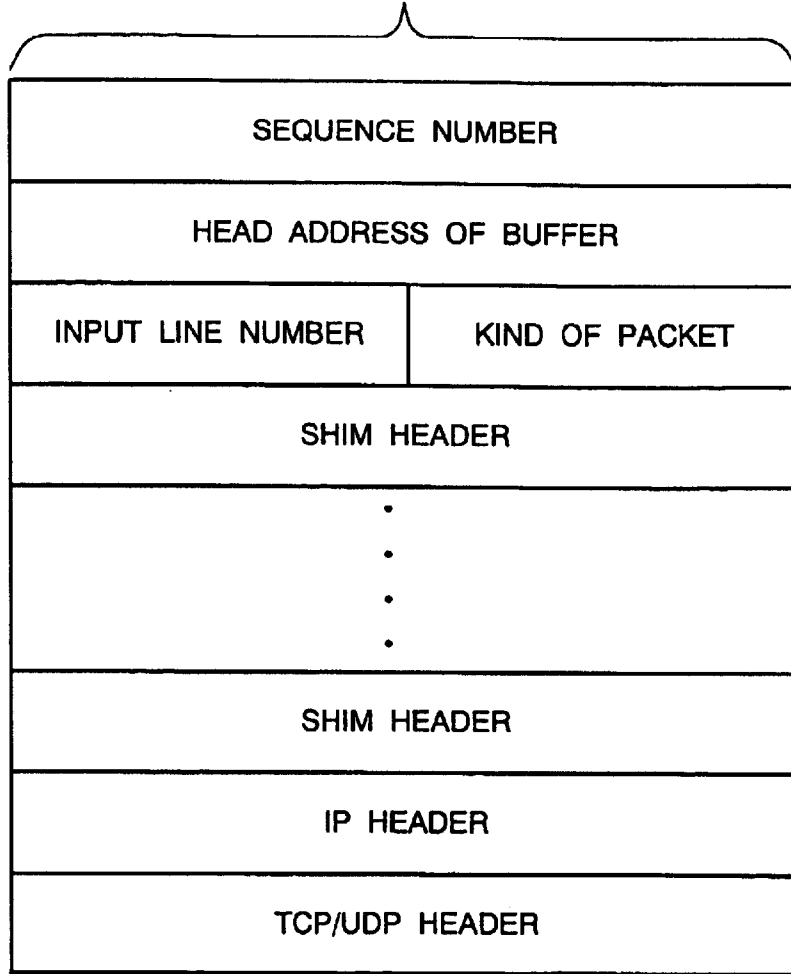 SEQUENCE NUMBER
HEAD ADDRESS OF BUFFER
INPUT LINE NUMBER
KIND OF PACKET
SHIM HEADER
SHIM HEADER
IP HEADER
TCP/UDP HEADER